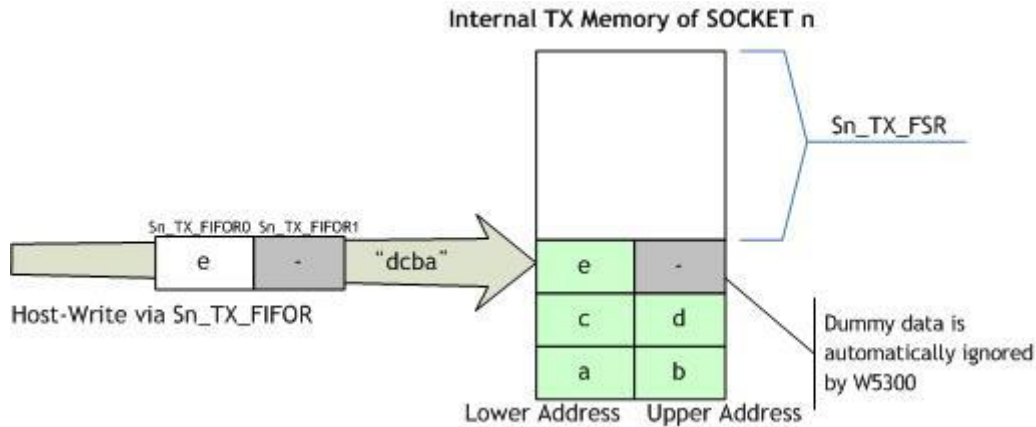 Internal TX Memory of SOCKET n
Sn_TX_FSR
Sn_TX_FIFOR0 Sn_TX_FIFOR1
e -
"dcba"
e -
Host-Write via Sn_TX_FIFOR
c d
a b
Dummy data is
automatically ignored
by W5300
Lower Address Upper Address